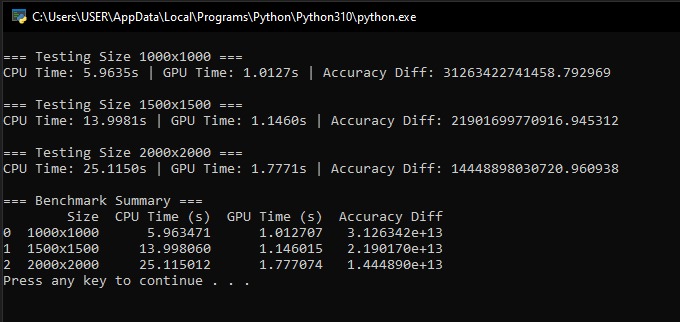 C:\Users\USER\AppData\Local\Programs\Python\Python310\python.exe
=== Testing Size 1000x1000 ===
CPU Time: 5.9635s | GPU Time: 1.0127s | Accuracy Diff: 31263422741458.792969
=== Testing Size 1500x1500 ===
CPU Time: 13.9981s | GPU Time: 1.1460s | Accuracy Diff: 21901699770916.945312
=== Testing Size 2000x2000 ===
CPU Time: 25.1150s | GPU Time: 1.7771s | Accuracy Diff: 14448898030720.960938
=== Benchmark Summary ===
        Size  CPU Time (s)  GPU Time (s)  Accuracy Diff
0  1000x1000      5.963471      1.012707   3.126342e+13
1  1500x1500     13.998060      1.146015   2.190170e+13
2  2000x2000     25.115012      1.777074   1.444890e+13
Press any key to continue . . .